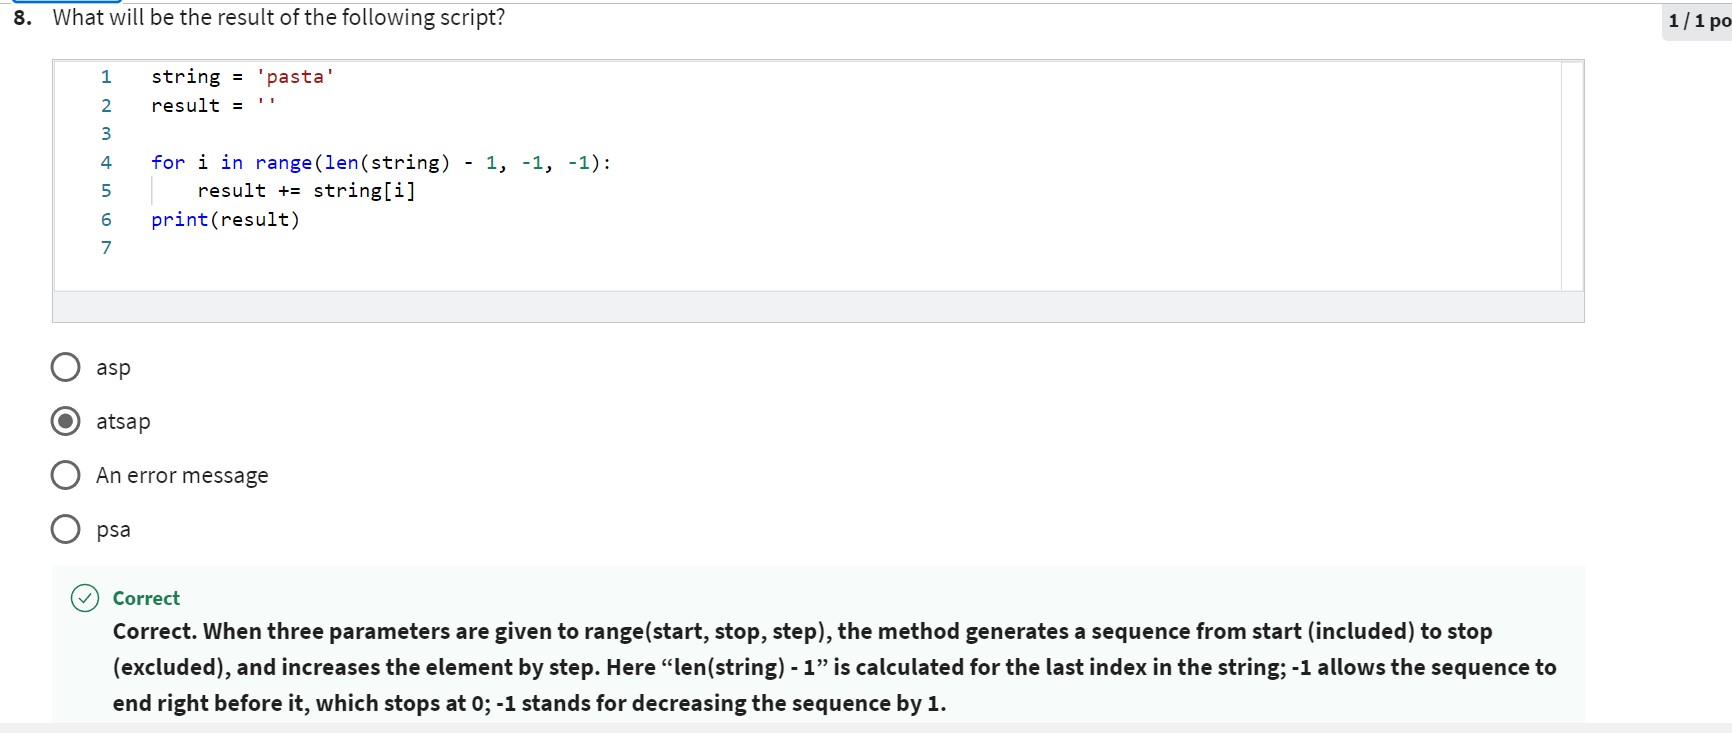 8. What will be the result of the following script?
1 / 1 po
1 string = 'pasta'
2 result = ''
3
4 for i in range(len(string) - 1, -1, -1):
5     result += string[i]
6 print(result)
7
asp
atsap
An error message
psa
Correct
Correct. When three parameters are given to range(start, stop, step), the method generates a sequence from start (included) to stop
(excluded), and increases the element by step. Here “len(string) - 1” is calculated for the last index in the string; -1 allows the sequence to
end right before it, which stops at 0; -1 stands for decreasing the sequence by 1.